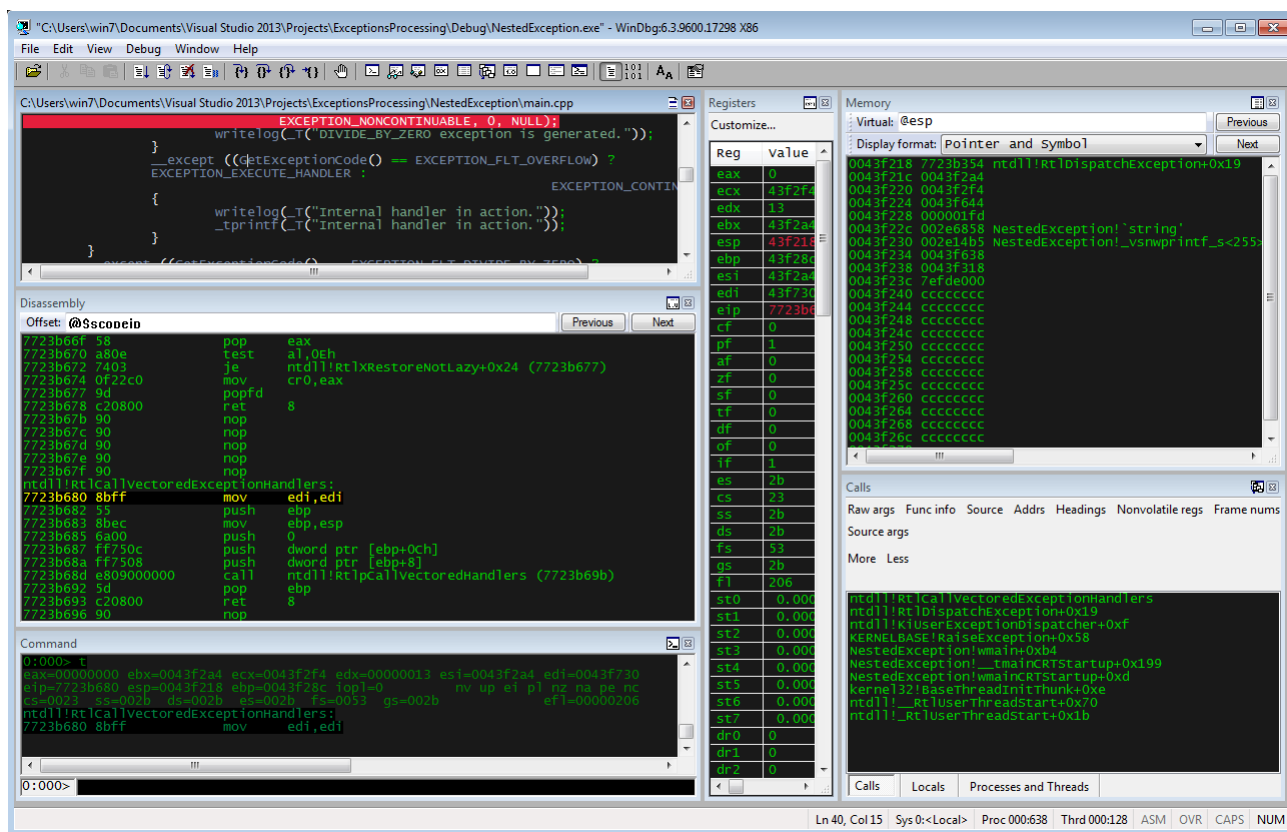 "C:\Users\win7\Documents\Visual Studio 2013\Projects\ExceptionsProcessing\Debug\NestedException.exe" - WinDbg:6.3.9600.17298 X86
File Edit View Debug Window Help
C:\Users\win7\Documents\Visual Studio 2013\Projects\ExceptionsProcessing\NestedException\main.cpp
EXCEPTION_NONCONTINUABLE, 0, NULL);
writelog(_T("DIVIDE_BY_ZERO exception is generated."));
}
__except ((GetExceptionCode() == EXCEPTION_FLT_OVERFLOW) ?
EXCEPTION_EXECUTE_HANDLER :
EXCEPTION_CONTIN
{
writelog(_T("Internal handler in action."));
_tprintf(_T("Internal handler in action."));
}
}
except ((GetExceptionCode() == EXCEPTION_FLT_DIVIDE_BY_ZERO) ?
Disassembly
Offset: @$scopeip Previous Next
7723b66f 58 pop eax
7723b670 a80e test al,0Eh
7723b672 7403 je ntdll!RtlXRestoreNotLazy+0x24 (7723b677)
7723b674 0f22c0 mov cr0,eax
7723b677 9d popfd
7723b678 c20800 ret 8
7723b67b 90 nop
7723b67c 90 nop
7723b67d 90 nop
7723b67e 90 nop
7723b67f 90 nop
ntdll!RtlCallVectoredExceptionHandlers:
7723b680 8bff mov edi,edi
7723b682 55 push ebp
7723b683 8bec mov ebp,esp
7723b685 6a00 push 0
7723b687 ff750c push dword ptr [ebp+0Ch]
7723b68a ff7508 push dword ptr [ebp+8]
7723b68d e809000000 call ntdll!RtlpCallVectoredHandlers (7723b69b)
7723b692 5d pop ebp
7723b693 c20800 ret 8
7723b696 90 nop
Command
0:000> t
eax=00000000 ebx=0043f2a4 ecx=0043f2f4 edx=00000013 esi=0043f2a4 edi=0043f730
eip=7723b680 esp=0043f218 ebp=0043f28c iopl=0 nv up ei pl nz na pe nc
cs=0023 ss=002b ds=002b es=002b fs=0053 gs=002b efl=00000206
ntdll!RtlCallVectoredExceptionHandlers:
7723b680 8bff mov edi,edi
0:000>
Registers
Customize...
Reg Value
eax 0
ecx 43f2f4
edx 13
ebx 43f2a4
esp 43f218
ebp 43f28c
esi 43f2a4
edi 43f730
eip 7723b6
cf 0
pf 1
af 0
zf 0
sf 0
tf 0
df 0
of 0
if 1
es 2b
cs 23
ss 2b
ds 2b
fs 53
gs 2b
fl 206
st0 0.000
st1 0.000
st2 0.000
st3 0.000
st4 0.000
st5 0.000
st6 0.000
st7 0.000
dr0 0
dr1 0
dr2 0
Memory
Virtual: @esp Previous
Display format: Pointer and Symbol Next
0043f218 7723b354 ntdll!RtlDispatchException+0x19
0043f21c 0043f2a4
0043f220 0043f2f4
0043f224 0043f644
0043f228 000001fd
0043f22c 002e6858 NestedException!`string'
0043f230 002e14b5 NestedException!_vsnwprintf_s<255>
0043f234 0043f638
0043f238 0043f318
0043f23c 7efde000
0043f240 cccccccc
0043f244 cccccccc
0043f248 cccccccc
0043f24c cccccccc
0043f250 cccccccc
0043f254 cccccccc
0043f258 cccccccc
0043f25c cccccccc
0043f260 cccccccc
0043f264 cccccccc
0043f268 cccccccc
0043f26c cccccccc
Calls
Raw args Func info Source Addrs Headings Nonvolatile regs Frame nums
Source args
More Less
ntdll!RtlCallVectoredExceptionHandlers
ntdll!RtlDispatchException+0x19
ntdll!KiUserExceptionDispatcher+0xf
KERNELBASE!RaiseException+0x58
NestedException!wmain+0xb4
NestedException!__tmainCRTStartup+0x199
NestedException!wmainCRTStartup+0xd
kernel32!BaseThreadInitThunk+0xe
ntdll!__RtlUserThreadStart+0x70
ntdll!_RtlUserThreadStart+0x1b
Calls Locals Processes and Threads
Ln 40, Col 15 Sys 0:<Local> Proc 000:638 Thrd 000:128 ASM OVR CAPS NUM